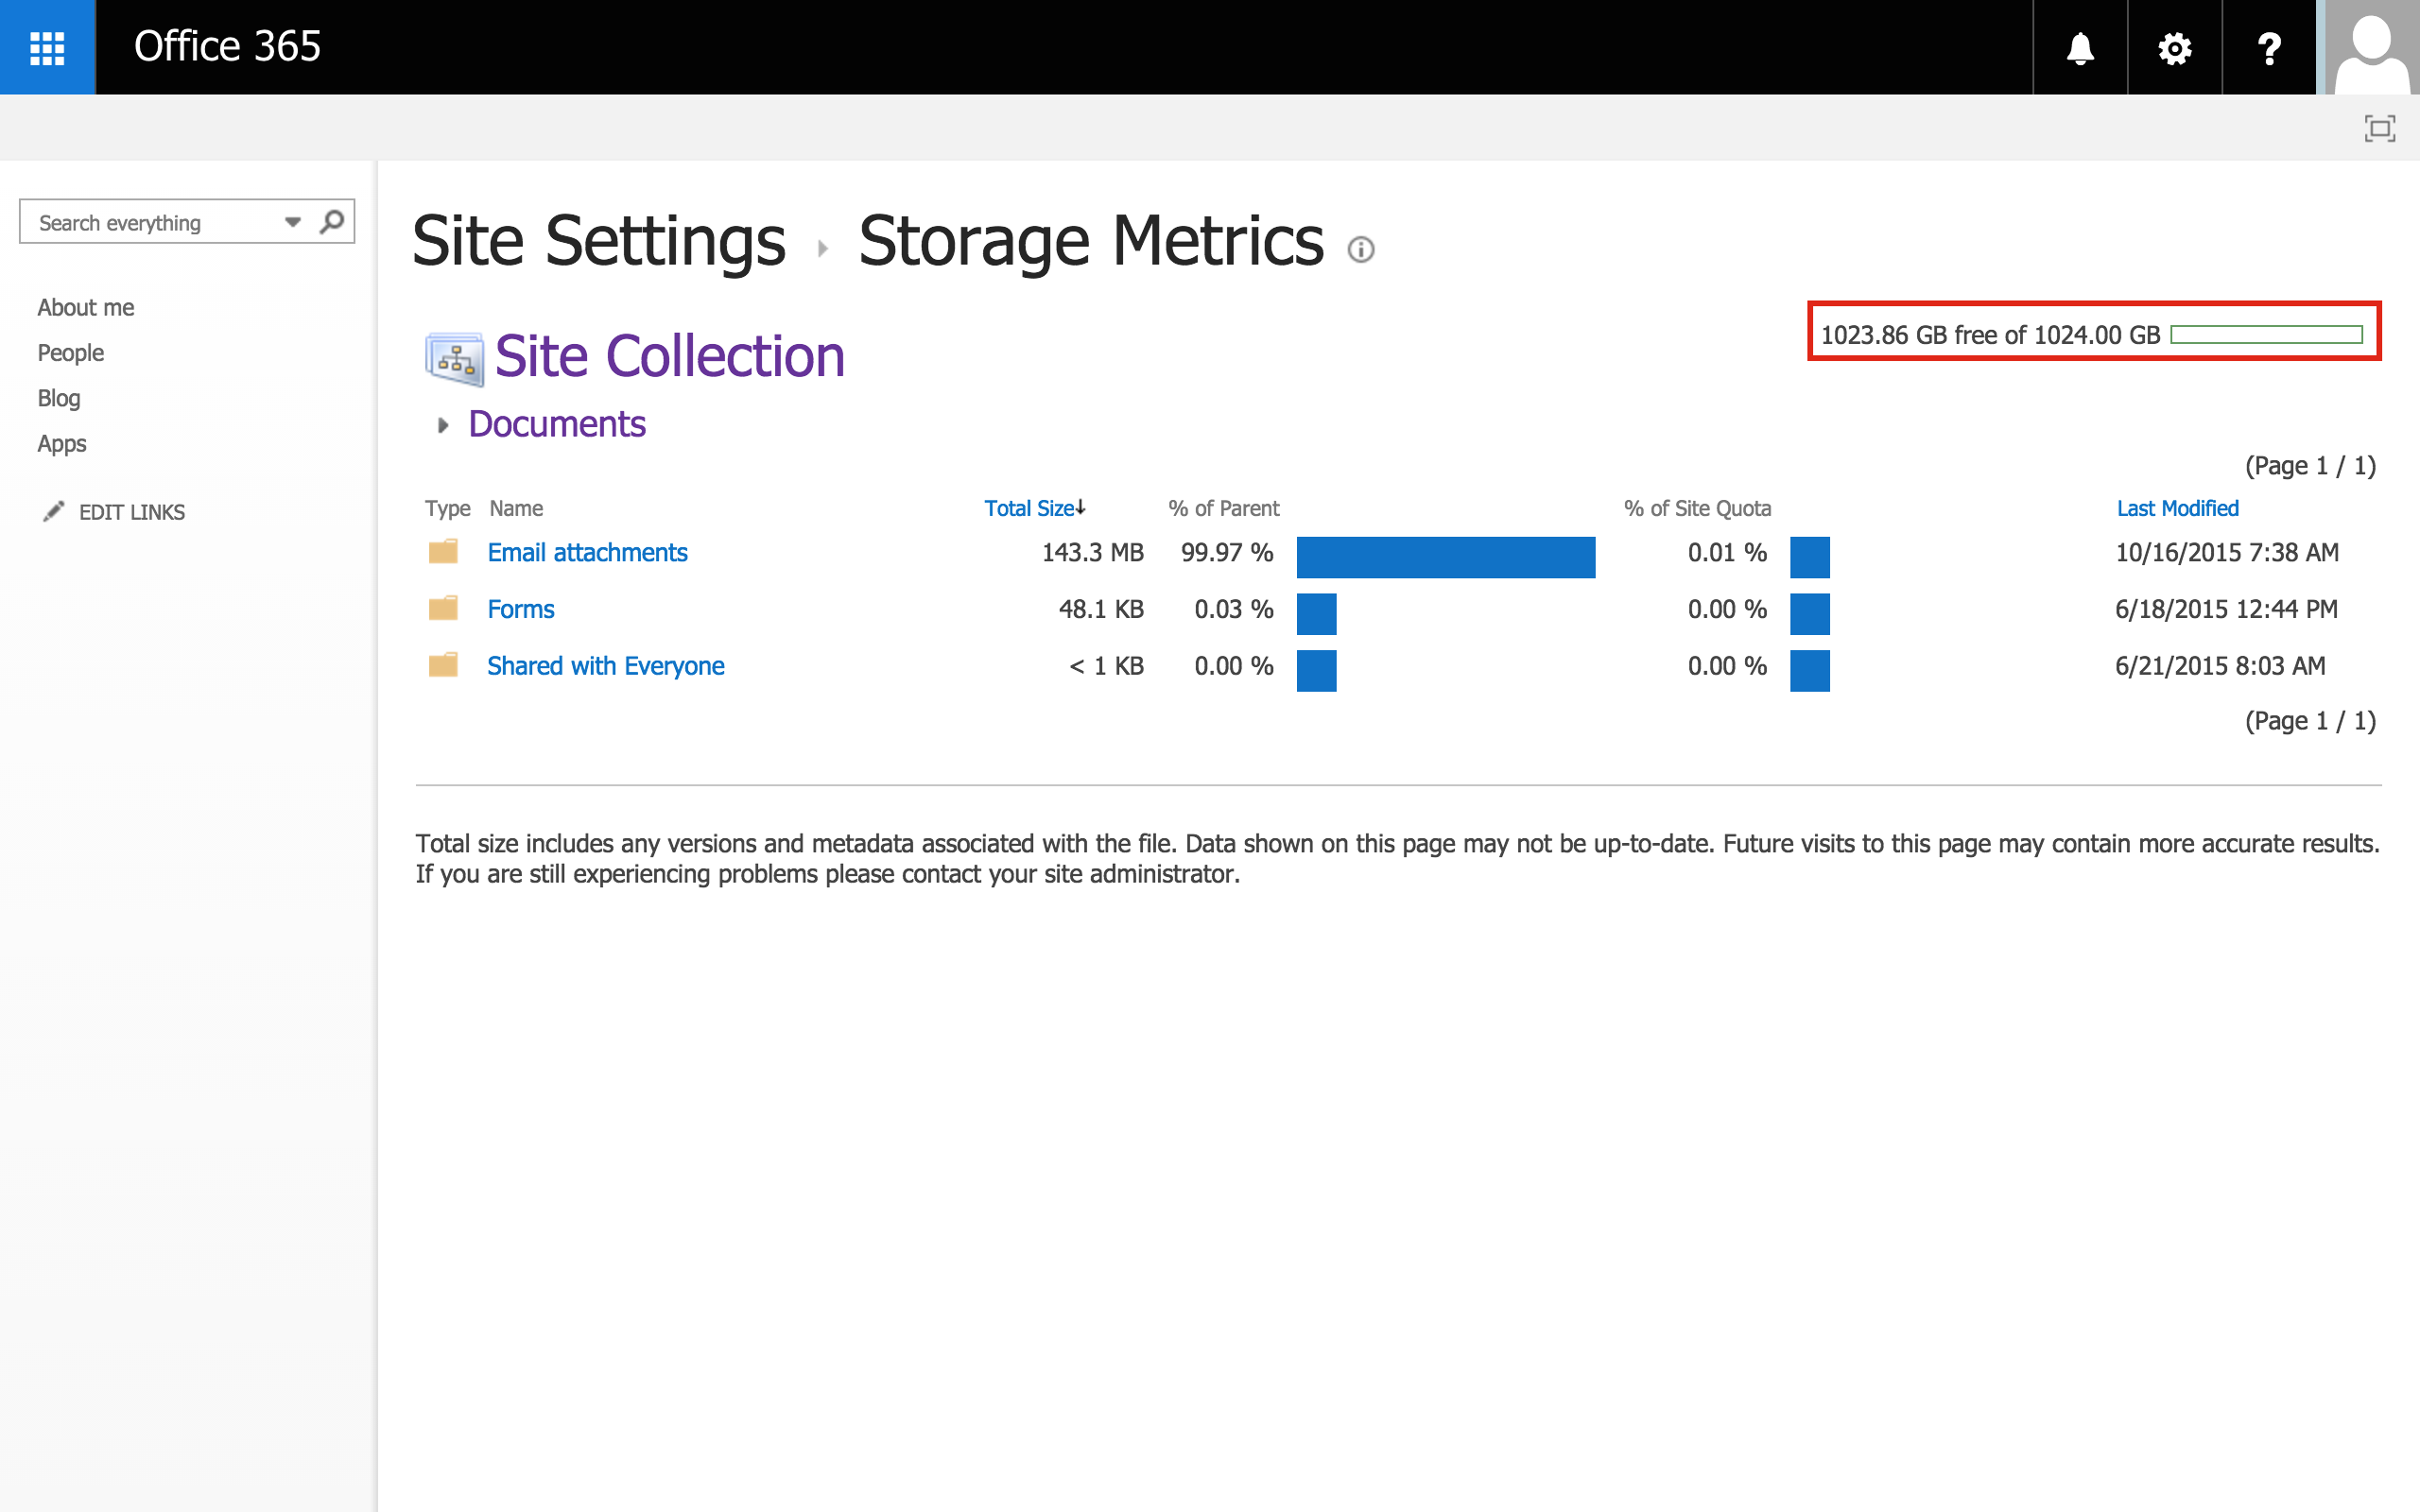 Office 365
Search everything
About me
People
Blog
Apps
EDIT LINKS
Site Settings Storage Metrics
1023.86 GB free of 1024.00 GB
Site Collection
Documents
(Page 1 / 1)
Type Name Total Size % of Parent % of Site Quota Last Modified
Email attachments 143.3 MB 99.97 % 0.01 % 10/16/2015 7:38 AM
Forms 48.1 KB 0.03 % 0.00 % 6/18/2015 12:44 PM
Shared with Everyone < 1 KB 0.00 % 0.00 % 6/21/2015 8:03 AM
(Page 1 / 1)
Total size includes any versions and metadata associated with the file. Data shown on this page may not be up-to-date. Future visits to this page may contain more accurate results.
If you are still experiencing problems please contact your site administrator.